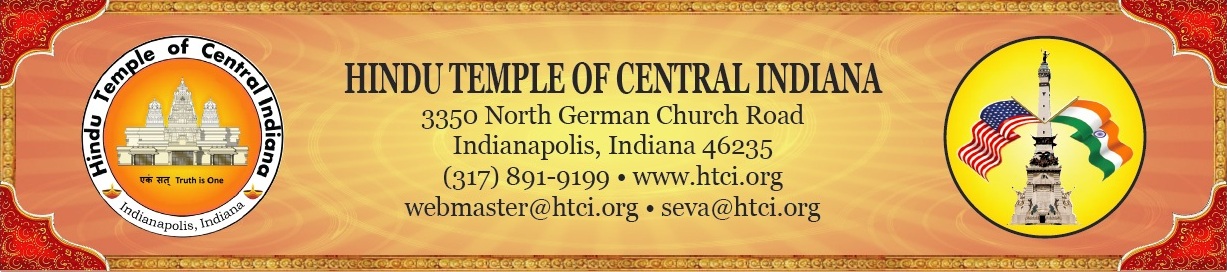 Hindu Temple of Central Indiana
एकं सत् Truth is One
Indianapolis, Indiana
HINDU TEMPLE OF CENTRAL INDIANA
3350 North German Church Road
Indianapolis, Indiana 46235
(317) 891-9199 • www.htci.org
webmaster@htci.org • seva@htci.org